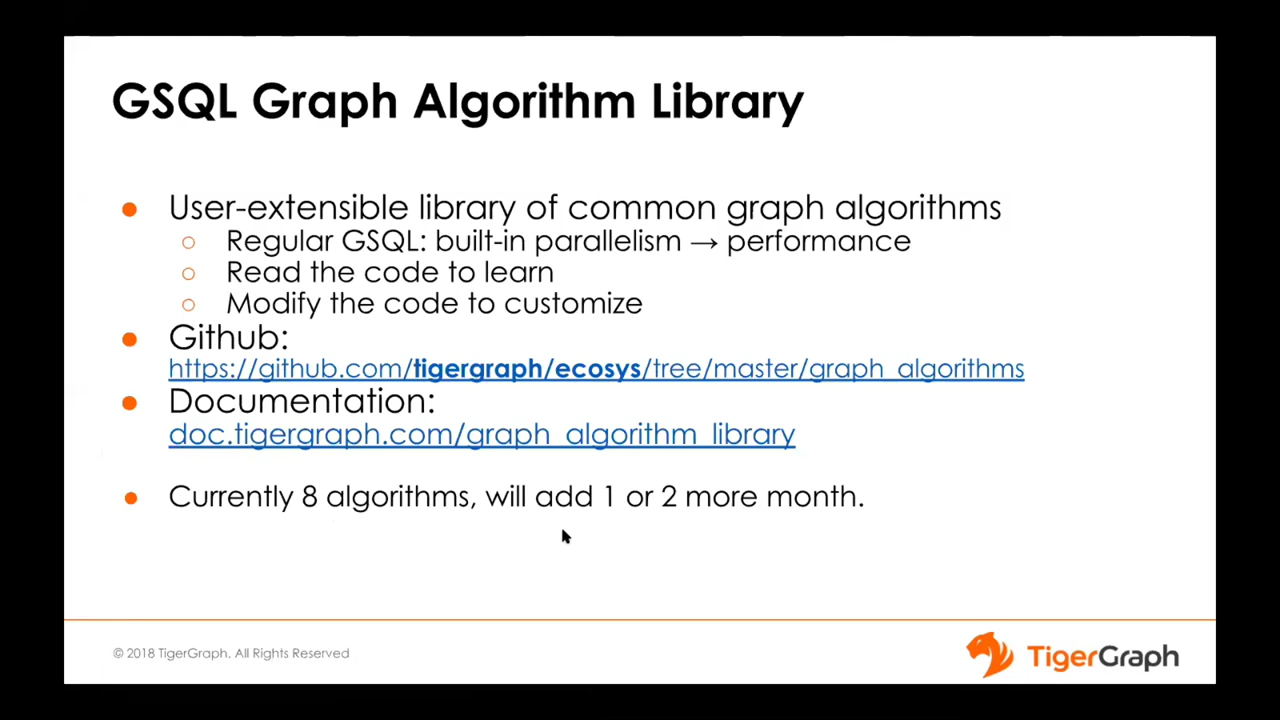 GSQL Graph Algorithm Library
● User-extensible library of common graph algorithms
○ Regular GSQL: built-in parallelism → performance
○ Read the code to learn
○ Modify the code to customize
● Github:
https://github.com/tigergraph/ecosys/tree/master/graph_algorithms
● Documentation:
doc.tigergraph.com/graph_algorithm_library
● Currently 8 algorithms, will add 1 or 2 more month.
© 2018 TigerGraph. All Rights Reserved
TigerGraph